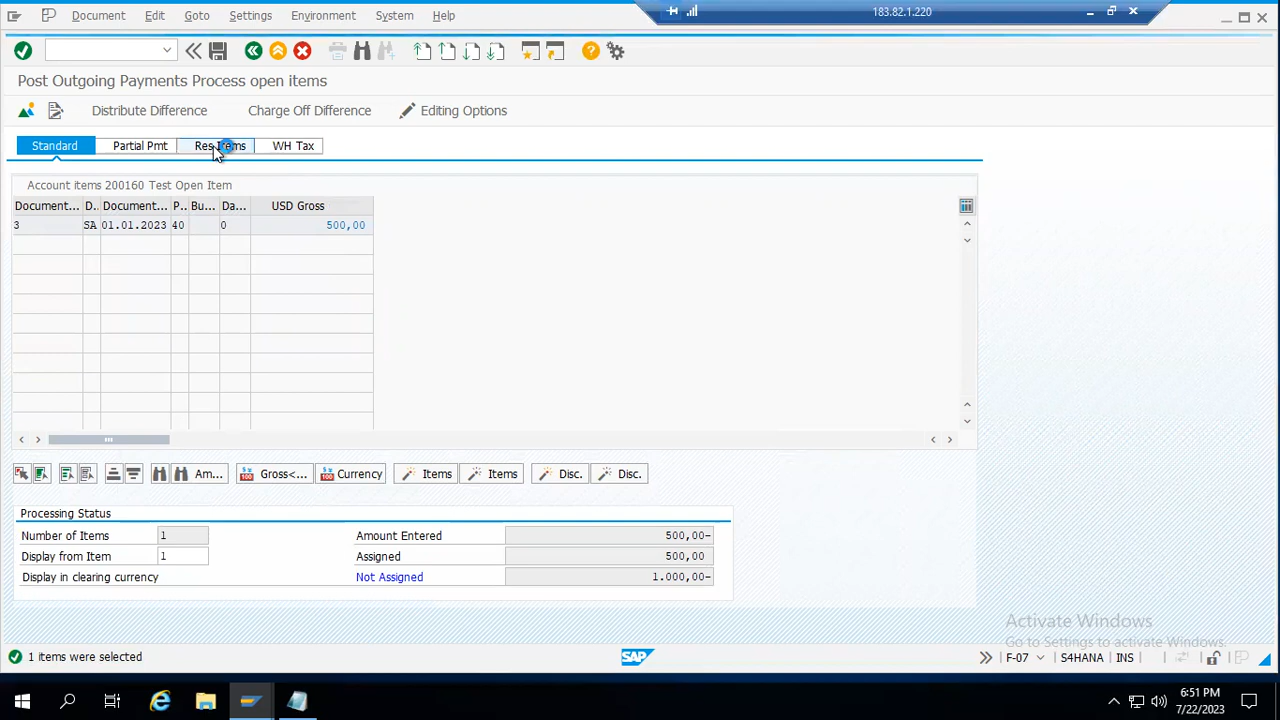 Document Edit Goto Settings Environment System Help
183.82.1.220
Post Outgoing Payments Process open items
Distribute Difference Charge Off Difference Editing Options
Standard Partial Pmt Res Items WH Tax
Account items 200160 Test Open Item
Document... D.. Document... P.. Bu... Da... USD Gross
3 SA 01.01.2023 40 0 500,00
Am... Gross<... Currency Items Items Disc. Disc.
Processing Status
Number of Items 1 Amount Entered 500,00-
Display from Item 1 Assigned 500,00
Display in clearing currency Not Assigned 1.000,00-
Activate Windows
Go to Settings to activate Windows.
1 items were selected SAP F-07 S4HANA INS
6:51 PM
7/22/2023